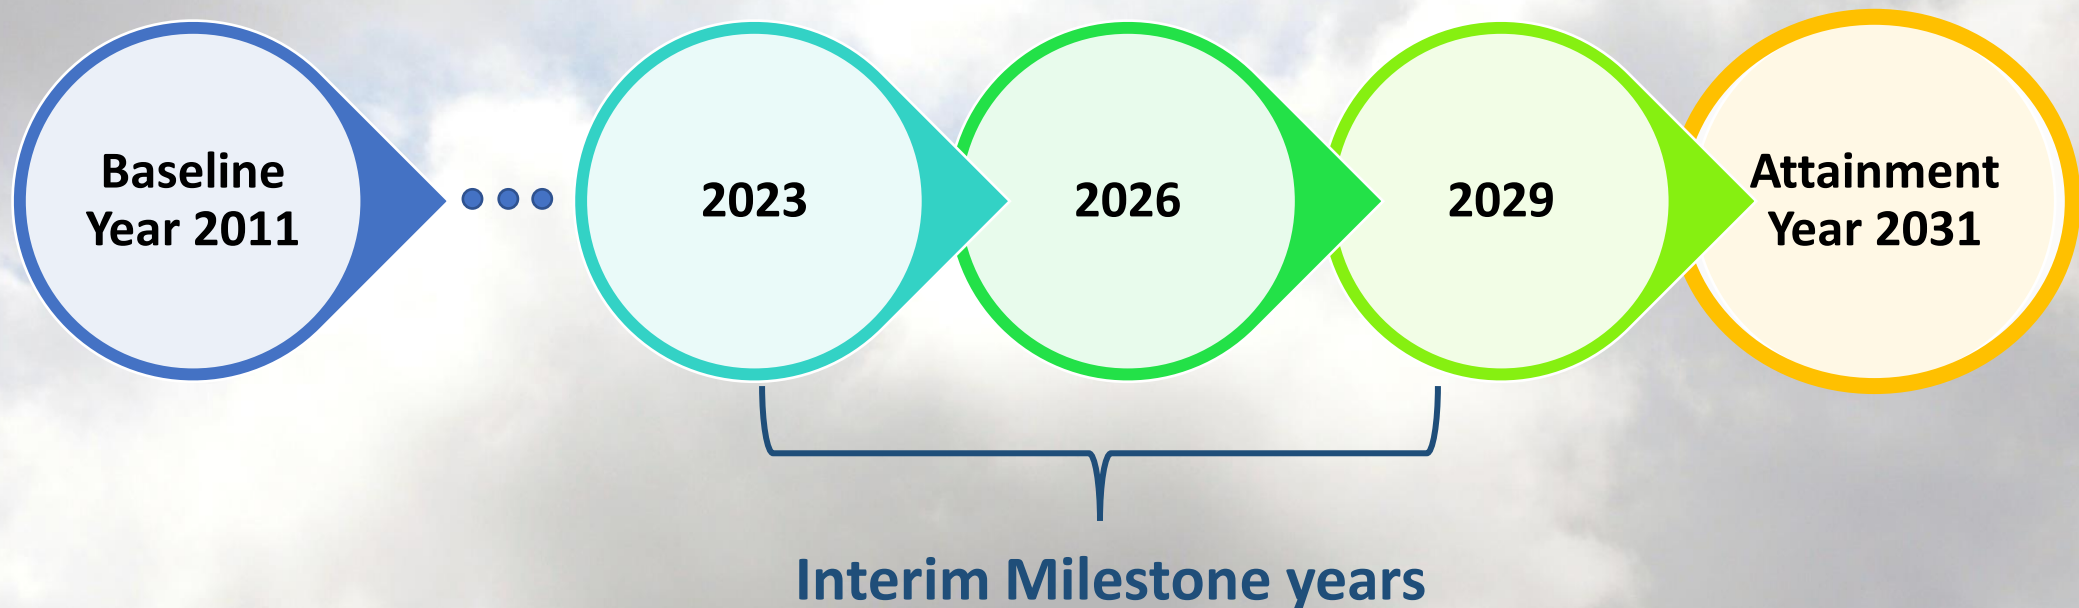 Baseline
Year 2011
2023
2026
2029
Attainment
Year 2031
Interim Milestone years